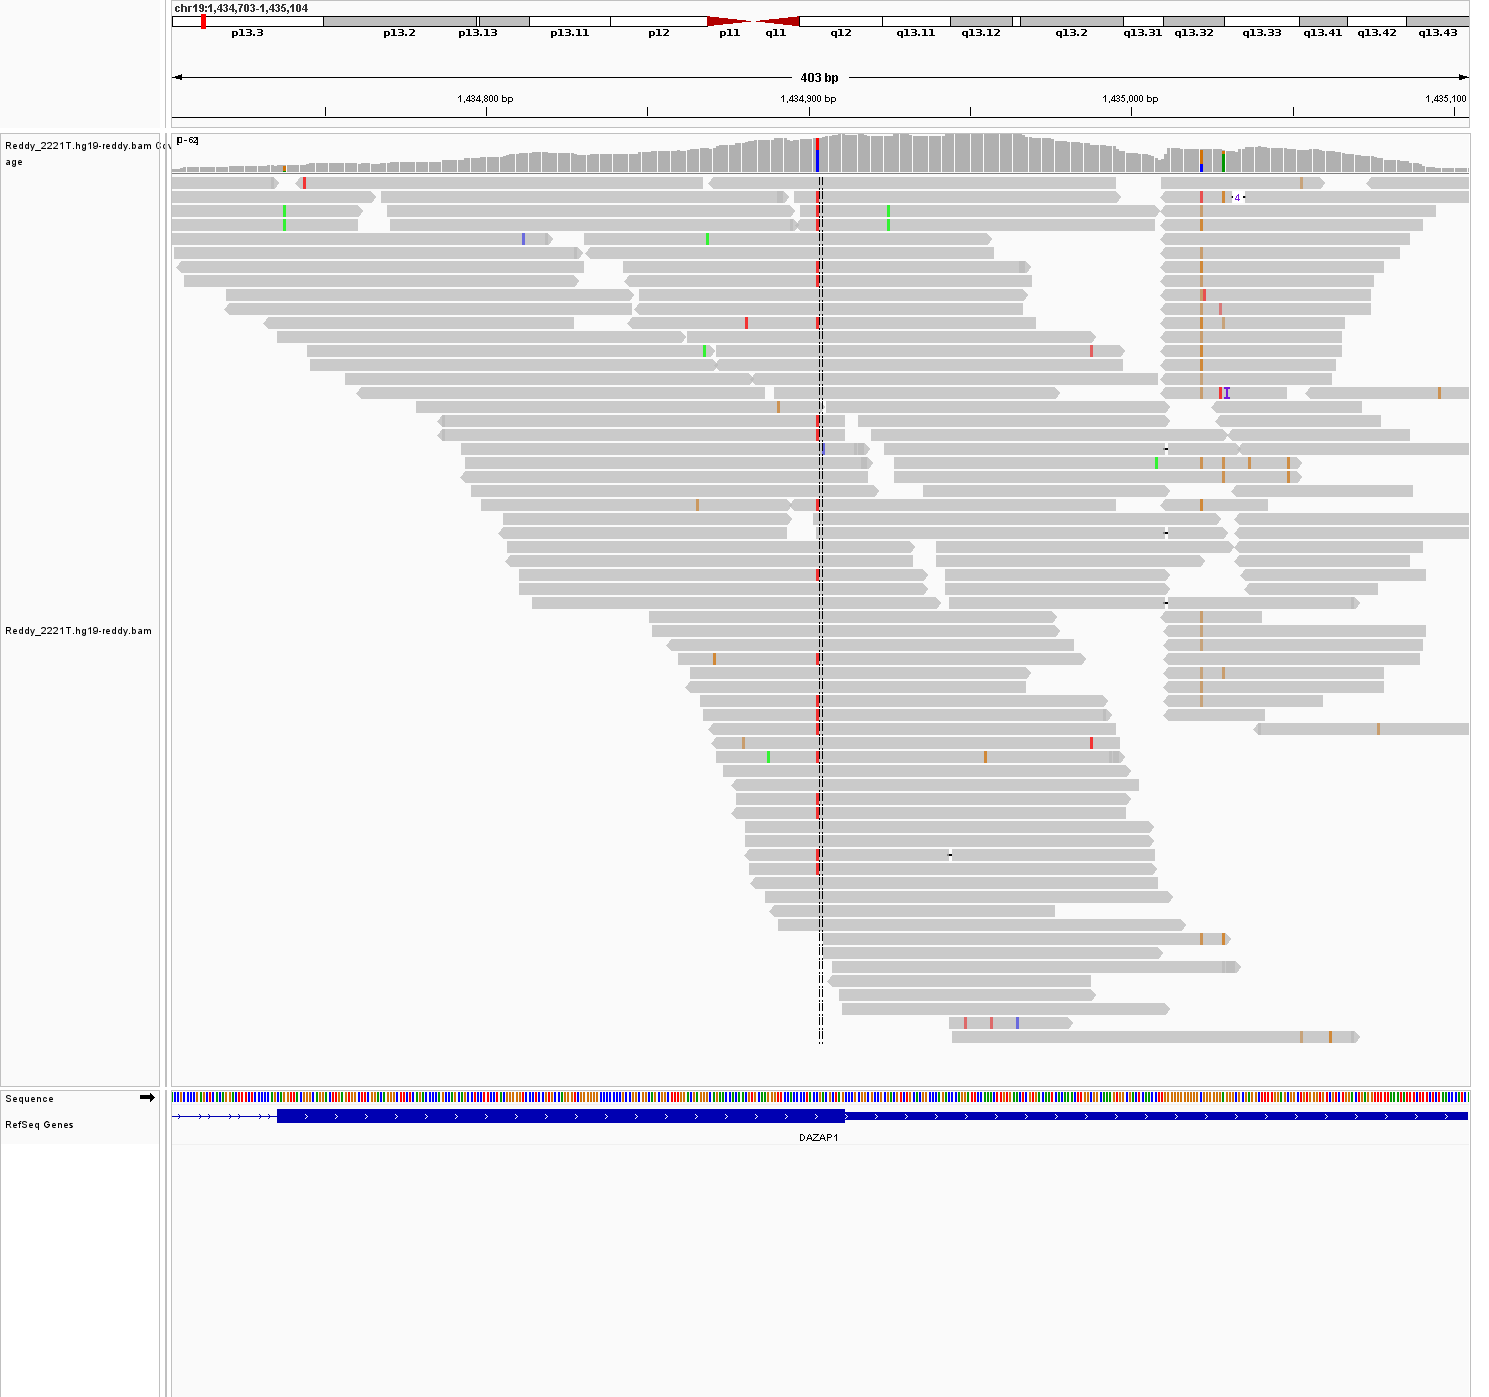 chr19:1,434,703-1,435,104
p13.3 p13.2 p13.13 p13.11 p12 p11 q11 q12 q13.11 q13.12 q13.2 q13.31 q13.32 q13.33 q13.41 q13.42 q13.43
403 bp
1,434,800 bp 1,434,900 bp 1,435,000 bp 1,435,100
Reddy_2221T.hg19-reddy.bam Cov
age
[0-62]
4
Reddy_2221T.hg19-reddy.bam
Sequence
RefSeq Genes
DAZAP1